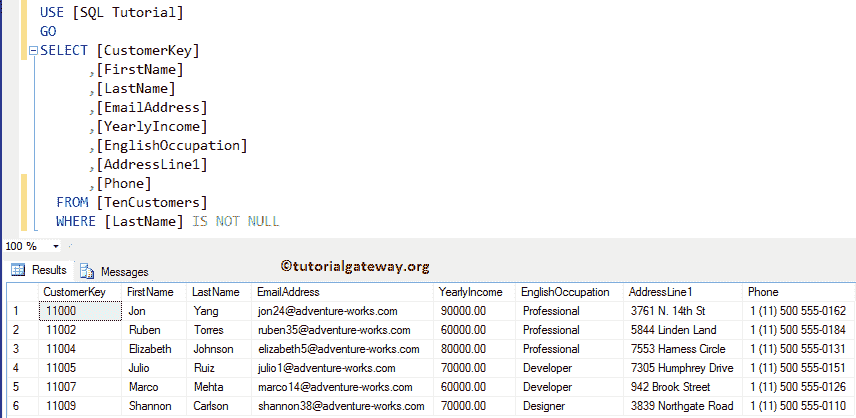 USE [SQL Tutorial]
GO
SELECT [CustomerKey]
,[FirstName]
,[LastName]
,[EmailAddress]
,[YearlyIncome]
,[EnglishOccupation]
,[AddressLine1]
,[Phone]
FROM [TenCustomers]
WHERE [LastName] IS NOT NULL
100 %
Results Messages ©tutorialgateway.org
CustomerKey FirstName LastName EmailAddress YearlyIncome EnglishOccupation AddressLine1 Phone
1 11000 Jon Yang jon24@adventure-works.com 90000.00 Professional 3761 N. 14th St 1 (11) 500 555-0162
2 11002 Ruben Torres ruben35@adventure-works.com 60000.00 Professional 5844 Linden Land 1 (11) 500 555-0184
3 11004 Elizabeth Johnson elizabeth5@adventure-works.com 80000.00 Professional 7553 Harness Circle 1 (11) 500 555-0131
4 11005 Julio Ruiz julio1@adventure-works.com 70000.00 Developer 7305 Humphrey Drive 1 (11) 500 555-0151
5 11007 Marco Mehta marco14@adventure-works.com 60000.00 Developer 942 Brook Street 1 (11) 500 555-0126
6 11009 Shannon Carlson shannon38@adventure-works.com 70000.00 Designer 3839 Northgate Road 1 (11) 500 555-0110